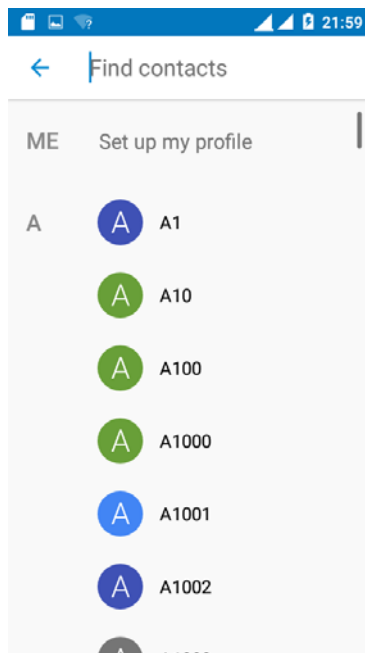 21:59
Find contacts
ME Set up my profile
A A A1
A A10
A A100
A A1000
A A1001
A A1002